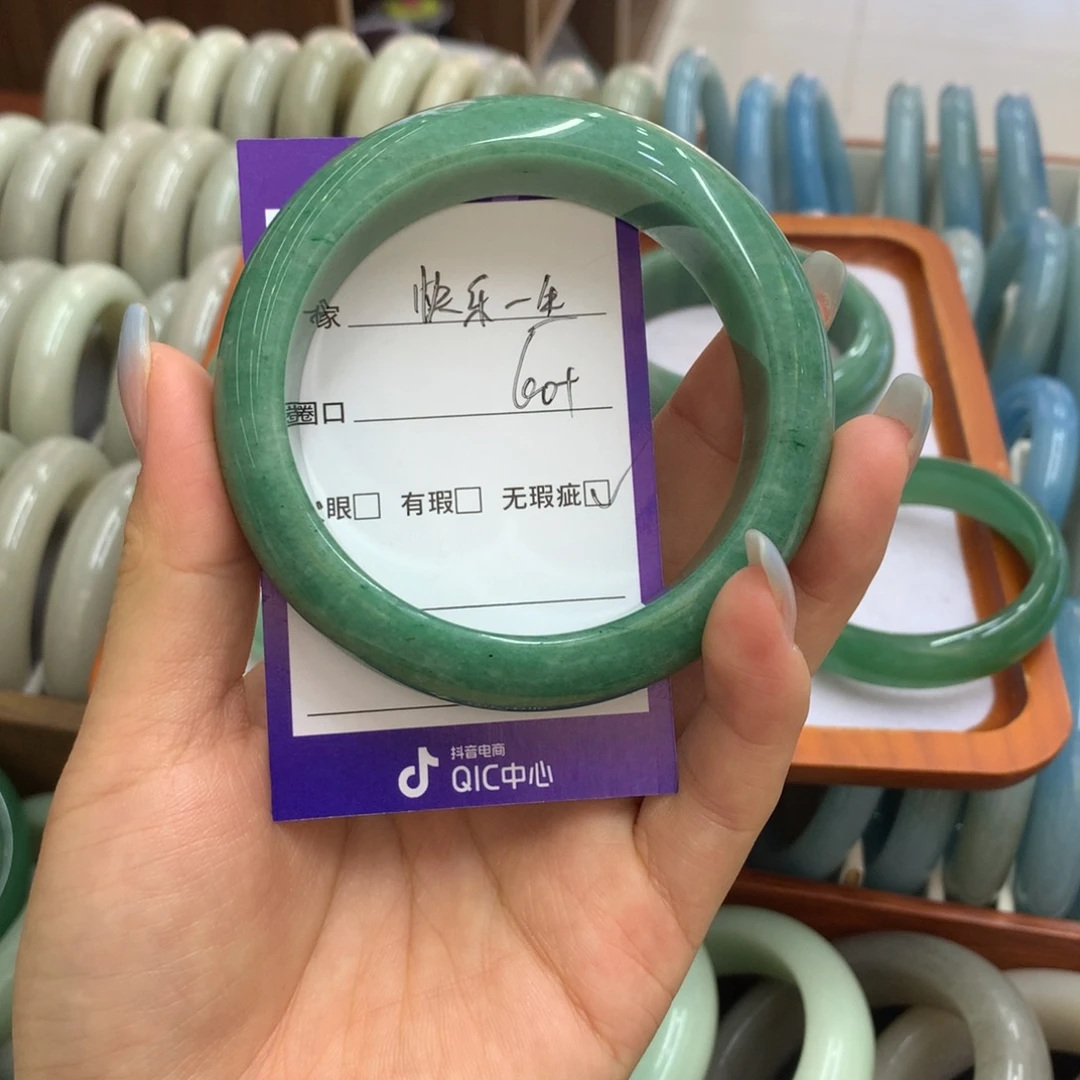 家 快乐一生
圈口 60+
眼□ 有瑕□ 无瑕疵☑
抖音电商
QIC中心